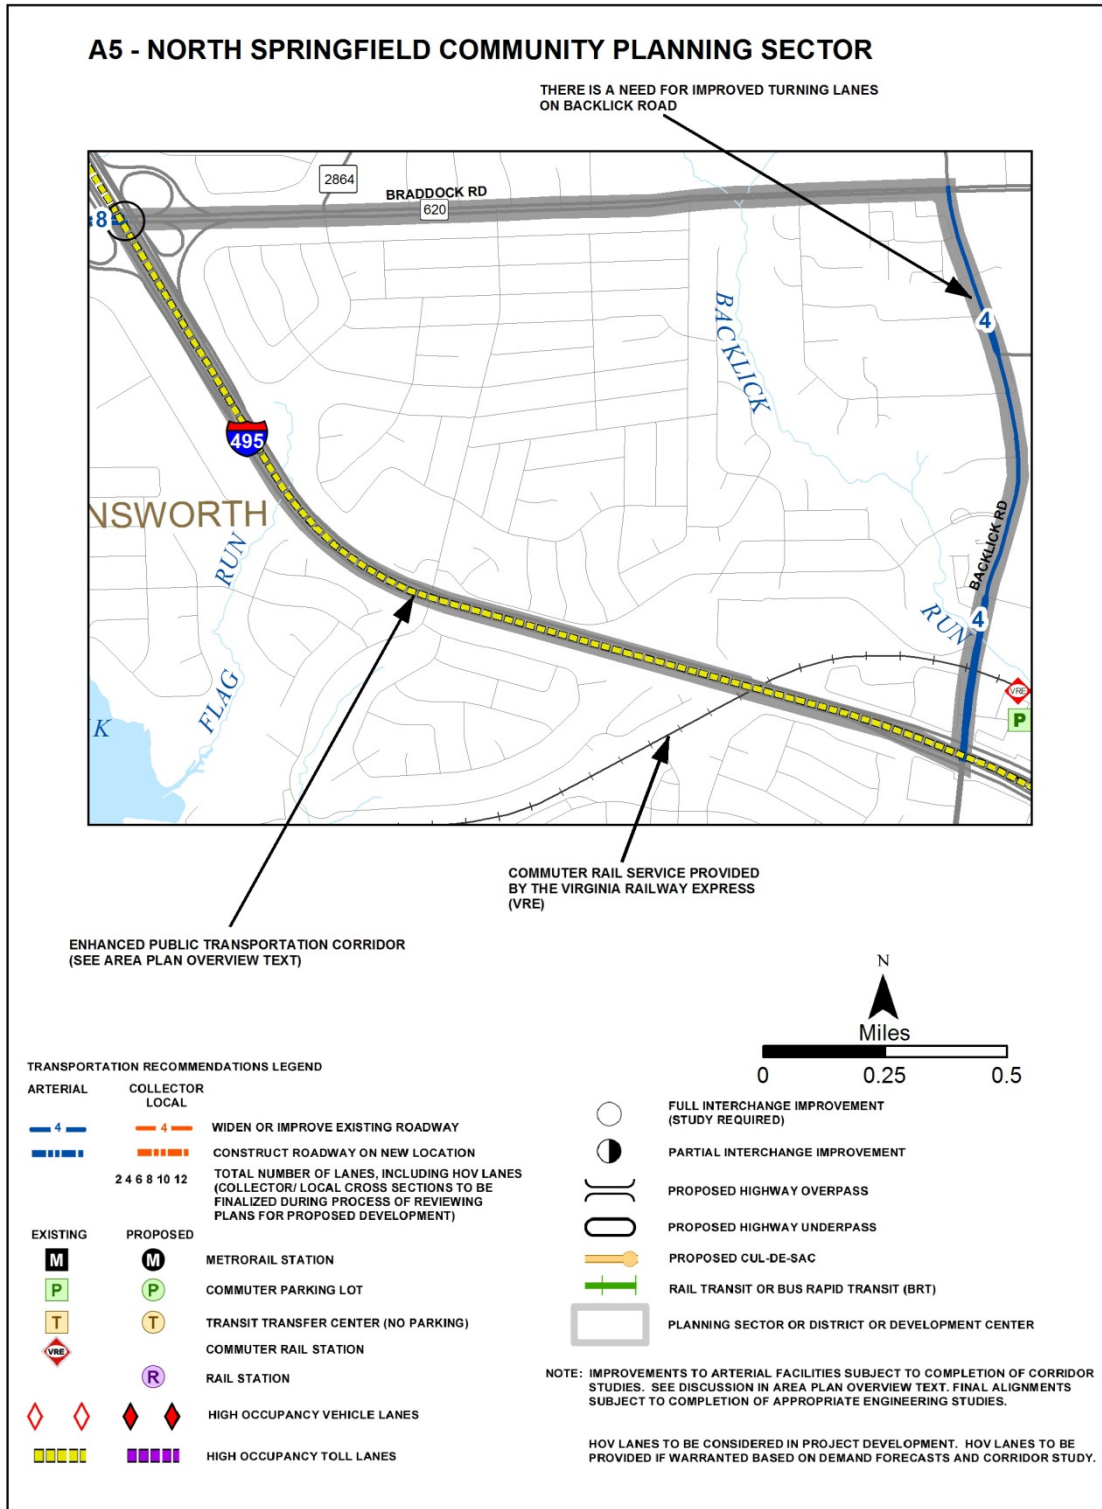 A5 - NORTH SPRINGFIELD COMMUNITY PLANNING SECTOR
THERE IS A NEED FOR IMPROVED TURNING LANES
ON BACKLICK ROAD
2864
BRADDOCK RD
620
8
BACKLICK
4
495
NSWORTH
BACKLICK RD
RUN
RUN
4
FLAG
VRE
P
K
COMMUTER RAIL SERVICE PROVIDED
BY THE VIRGINIA RAILWAY EXPRESS
(VRE)
ENHANCED PUBLIC TRANSPORTATION CORRIDOR
(SEE AREA PLAN OVERVIEW TEXT)
N
Miles
0 0.25 0.5
TRANSPORTATION RECOMMENDATIONS LEGEND
ARTERIAL COLLECTOR
LOCAL
4 4 WIDEN OR IMPROVE EXISTING ROADWAY
CONSTRUCT ROADWAY ON NEW LOCATION
2 4 6 8 10 12 TOTAL NUMBER OF LANES, INCLUDING HOV LANES
(COLLECTOR/ LOCAL CROSS SECTIONS TO BE
FINALIZED DURING PROCESS OF REVIEWING
PLANS FOR PROPOSED DEVELOPMENT)
EXISTING PROPOSED
M M METRORAIL STATION
P P COMMUTER PARKING LOT
T T TRANSIT TRANSFER CENTER (NO PARKING)
VRE COMMUTER RAIL STATION
R RAIL STATION
HIGH OCCUPANCY VEHICLE LANES
HIGH OCCUPANCY TOLL LANES
FULL INTERCHANGE IMPROVEMENT
(STUDY REQUIRED)
PARTIAL INTERCHANGE IMPROVEMENT
PROPOSED HIGHWAY OVERPASS
PROPOSED HIGHWAY UNDERPASS
PROPOSED CUL-DE-SAC
RAIL TRANSIT OR BUS RAPID TRANSIT (BRT)
PLANNING SECTOR OR DISTRICT OR DEVELOPMENT CENTER
NOTE: IMPROVEMENTS TO ARTERIAL FACILITIES SUBJECT TO COMPLETION OF CORRIDOR
STUDIES. SEE DISCUSSION IN AREA PLAN OVERVIEW TEXT. FINAL ALIGNMENTS
SUBJECT TO COMPLETION OF APPROPRIATE ENGINEERING STUDIES.
HOV LANES TO BE CONSIDERED IN PROJECT DEVELOPMENT. HOV LANES TO BE
PROVIDED IF WARRANTED BASED ON DEMAND FORECASTS AND CORRIDOR STUDY.